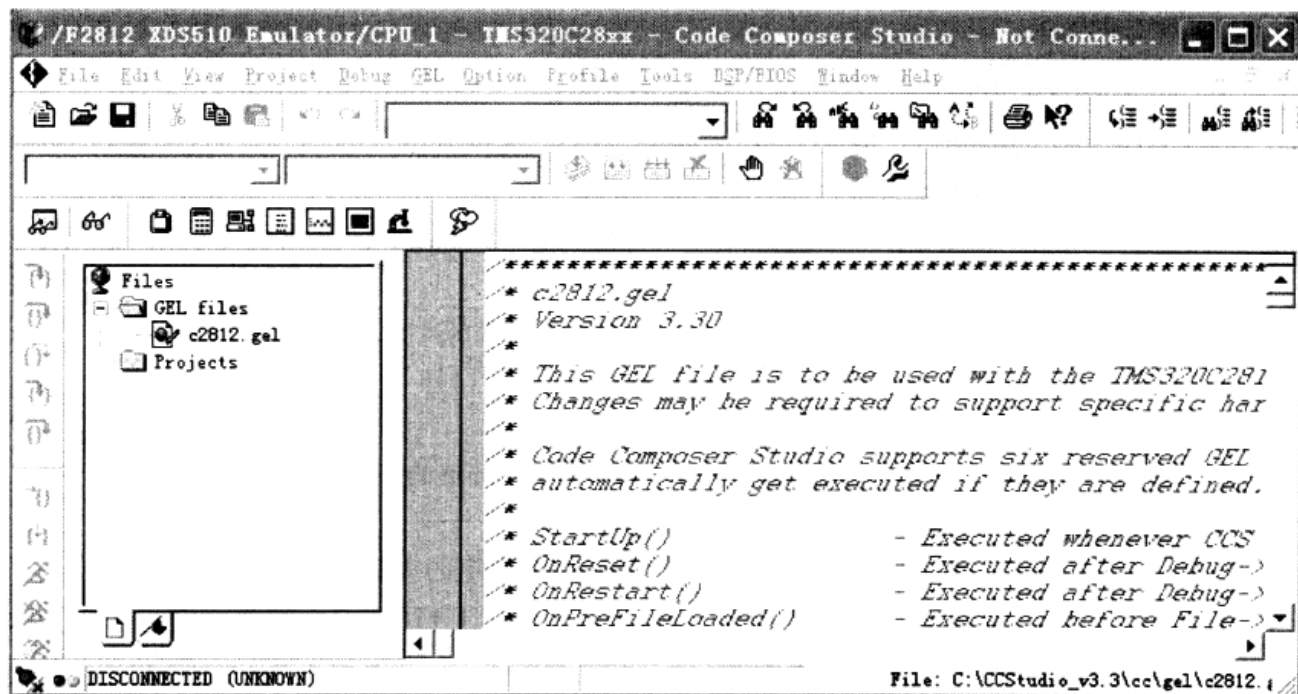 /F2812 XDS510 Emulator/CPU_1 - TMS320C28xx - Code Composer Studio - Not Conne...
File Edit View Project Debug GEL Option Profile Tools DSP/BIOS Window Help
Files
GEL files
c2812.gel
Projects
/********************************************
/* c2812.gel
/* Version 3.30
/*
/* This GEL file is to be used with the TMS320C281
/* Changes may be required to support specific har
/*
/* Code Composer Studio supports six reserved GEL
/* automatically get executed if they are defined.
/*
/* StartUp() - Executed whenever CCS
/* OnReset() - Executed after Debug->
/* OnRestart() - Executed after Debug->
/* OnPreFileLoaded() - Executed before File->
DISCONNECTED (UNKNOWN)
File: C:\CCStudio_v3.3\cc\gel\c2812.g